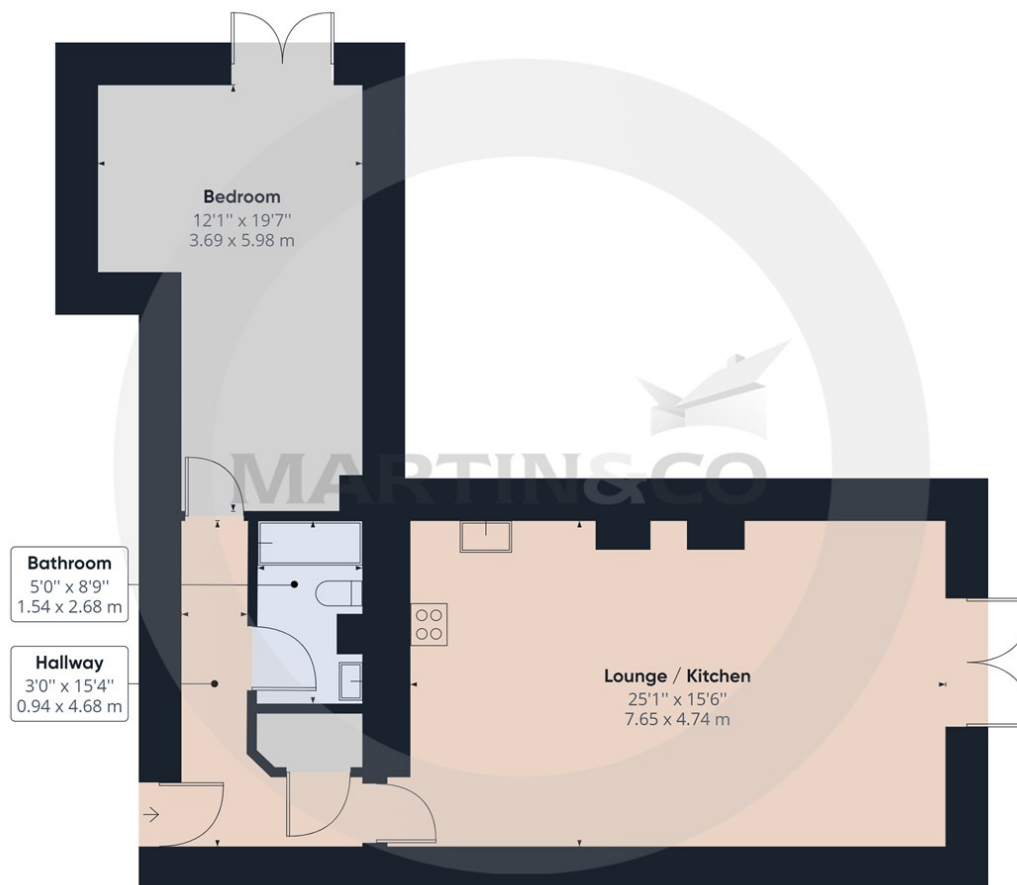 Bedroom
12'1" x 19'7"
3.69 x 5.98 m
MARTIN&CO
Bathroom
5'0" x 8'9"
1.54 x 2.68 m
Hallway
3'0" x 15'4"
0.94 x 4.68 m
Lounge / Kitchen
25'1" x 15'6"
7.65 x 4.74 m